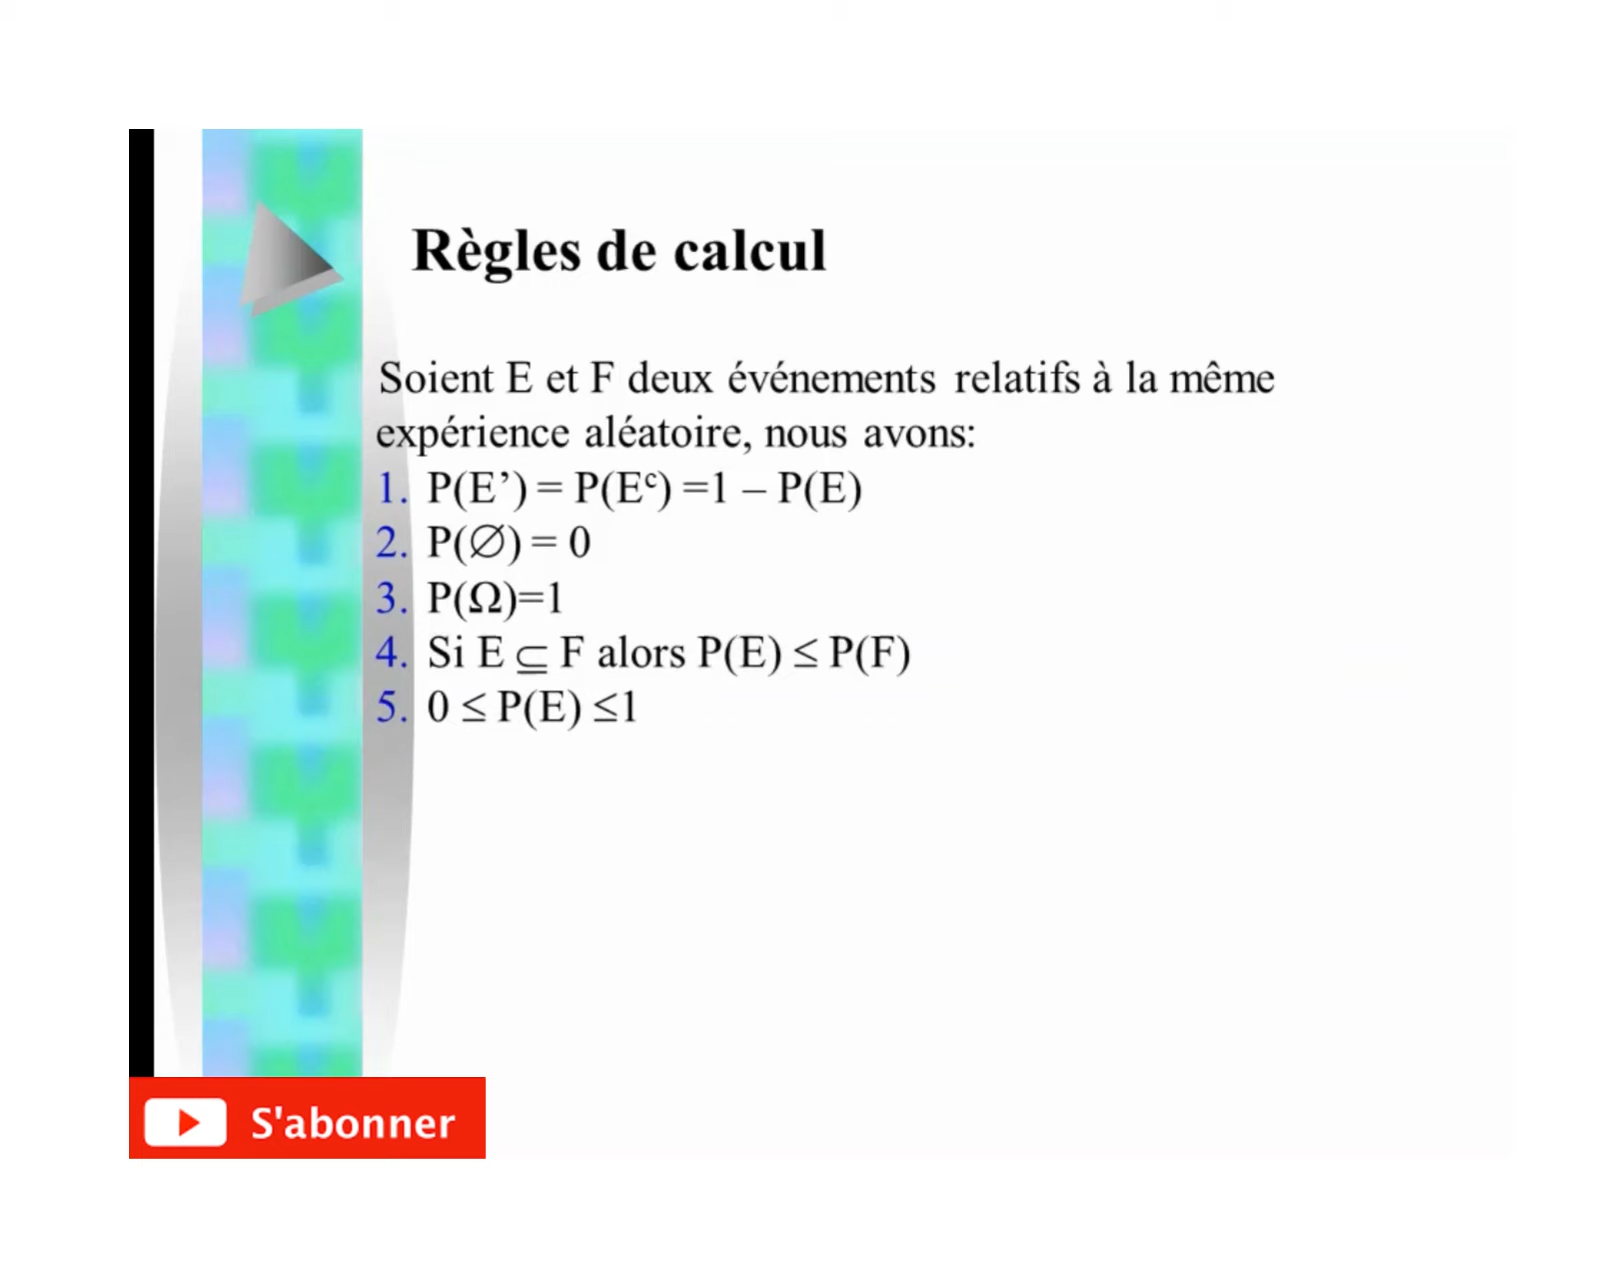 Règles de calcul
Soient E et F deux événements relatifs à la même
expérience aléatoire, nous avons:
1. P(E’) = P(Eᶜ) =1 – P(E)
2. P(∅) = 0
3. P(Ω)=1
4. Si E ⊆ F alors P(E) ≤ P(F)
5. 0 ≤ P(E) ≤1
S'abonner